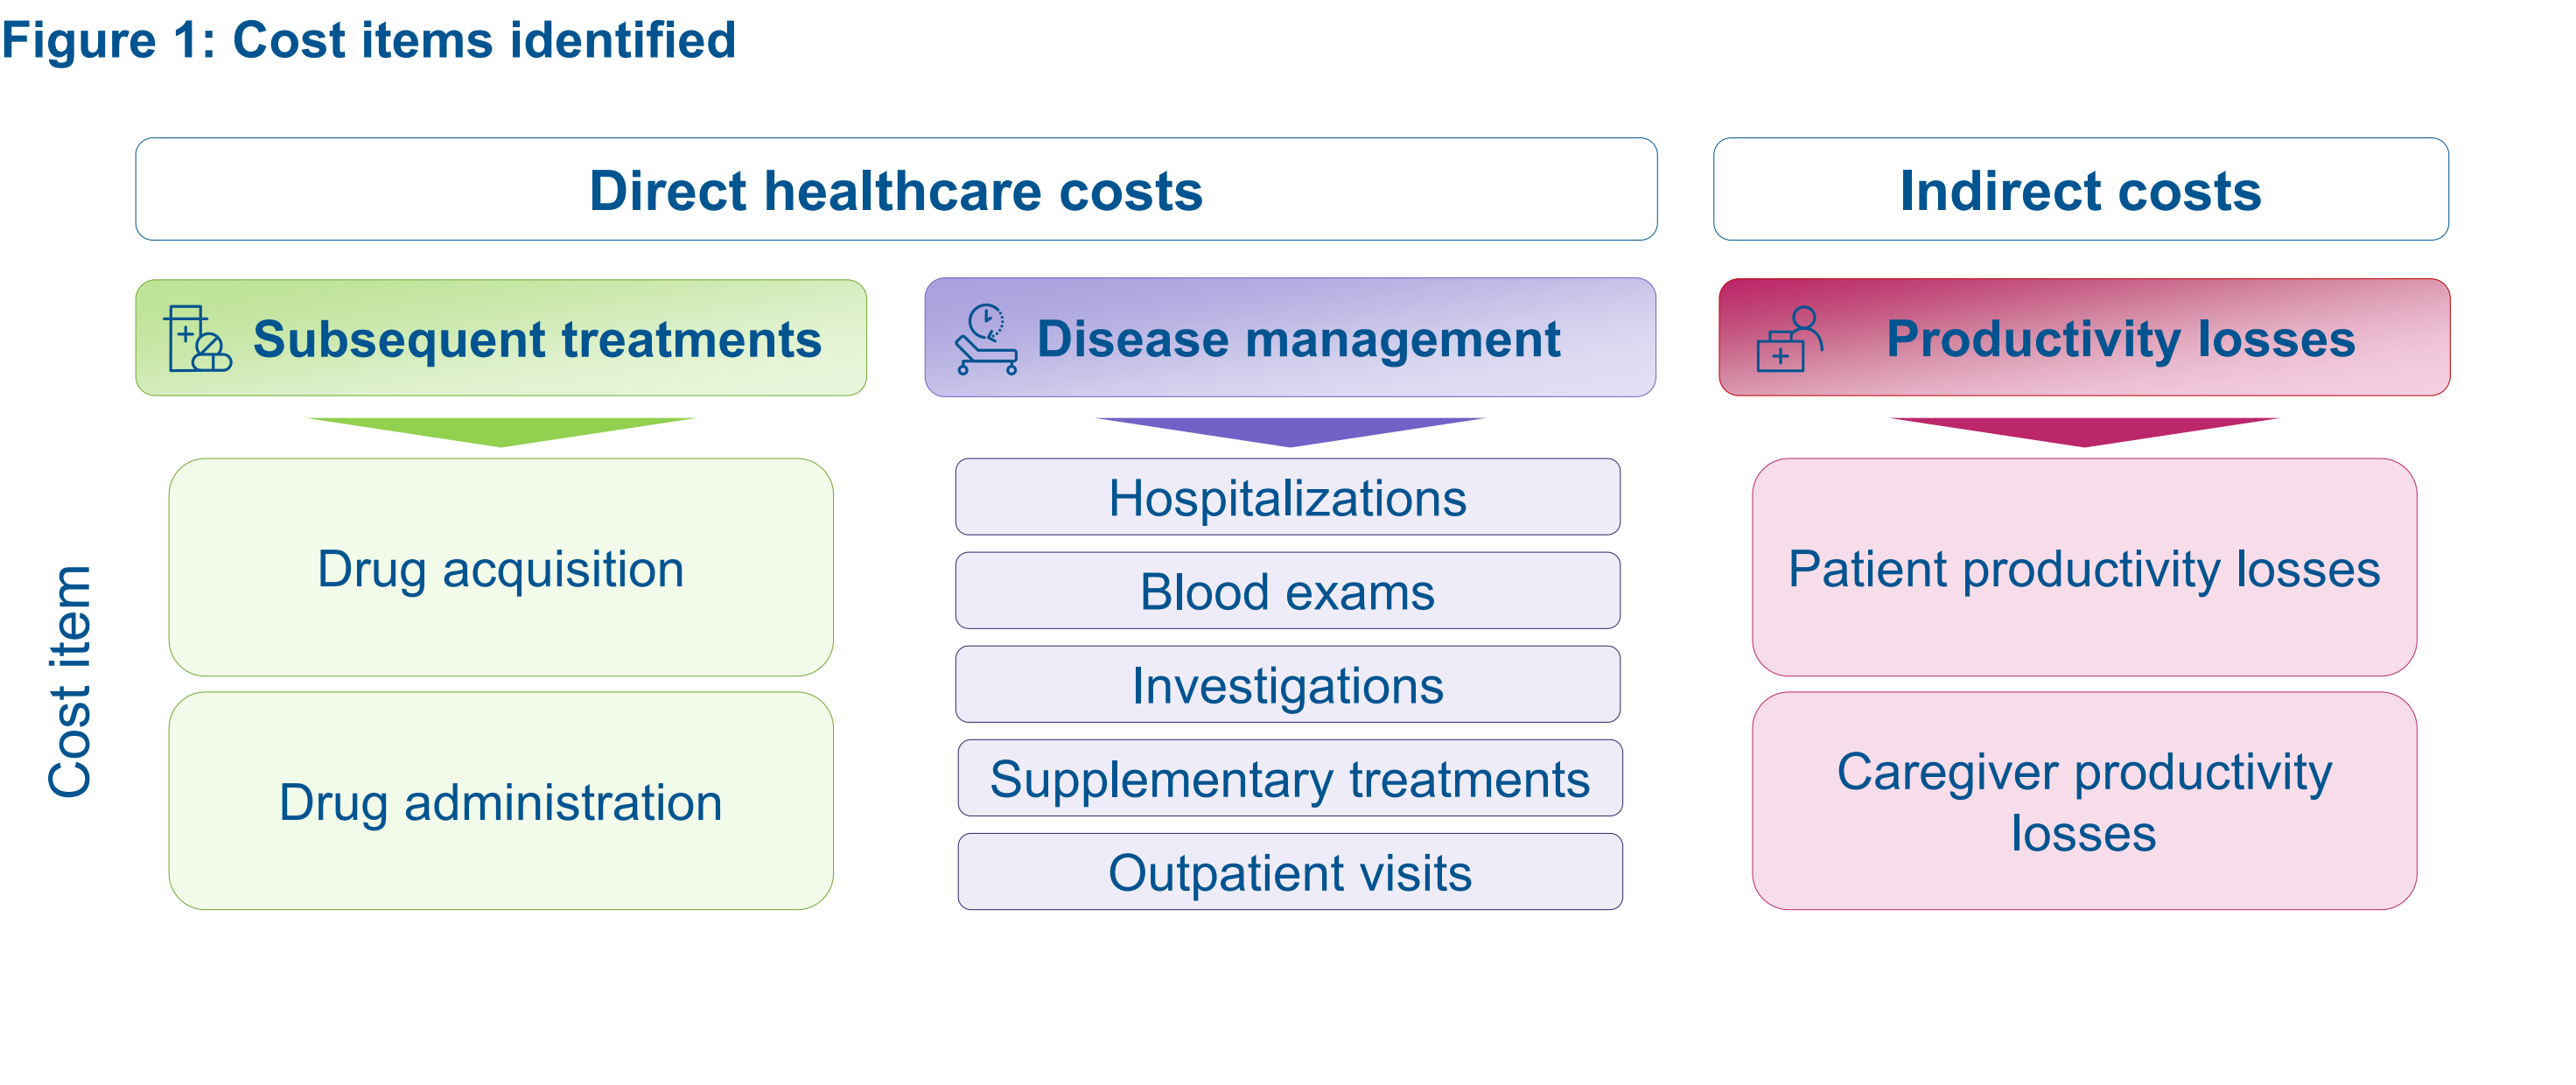 Figure 1: Cost items identified
Direct healthcare costs
Indirect costs
Subsequent treatments
Disease management
Productivity losses
Cost item
Drug acquisition
Drug administration
Hospitalizations
Blood exams
Investigations
Supplementary treatments
Outpatient visits
Patient productivity losses
Caregiver productivity
losses